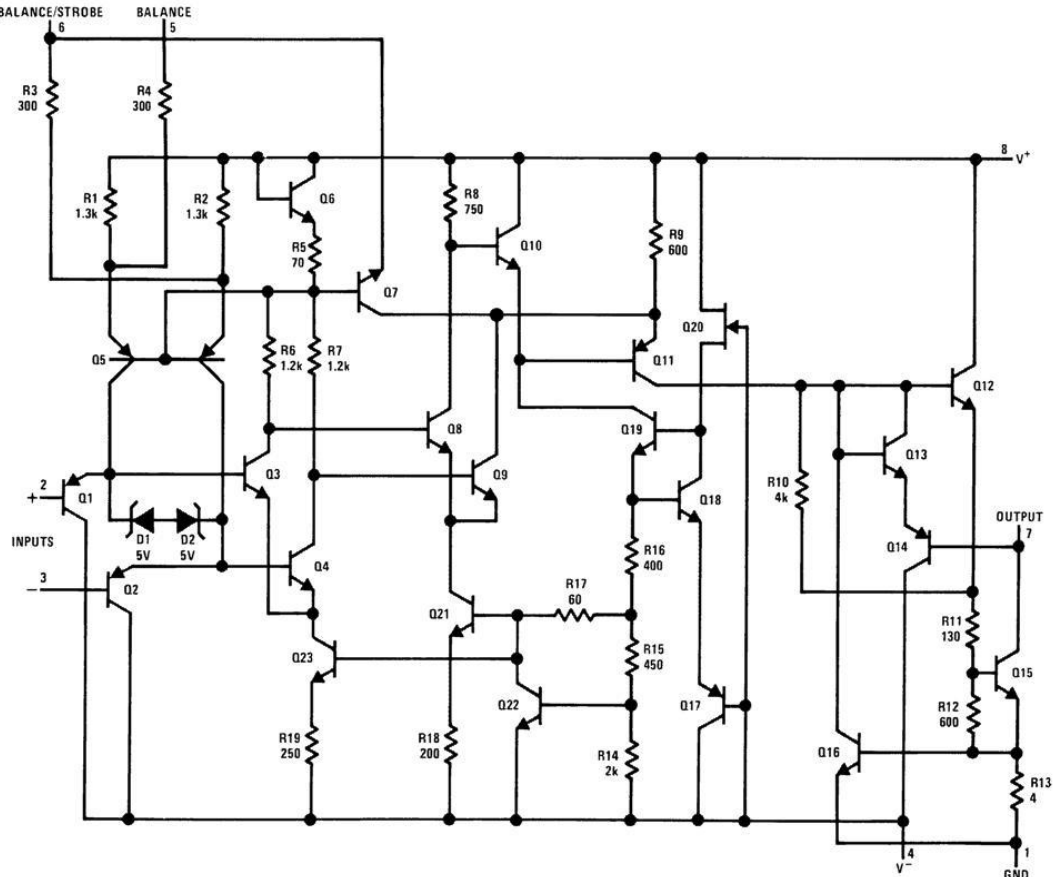 BALANCE/STROBE
6
BALANCE
5
R3
300
R4
300
8
V+
R1
1.3k
R2
1.3k
Q6
R5
70
R8
750
Q10
R9
600
Q7
Q20
Q5
R6
1.2k
R7
1.2k
Q11
Q12
Q8
Q19
Q13
Q3
Q9
Q18
R10
4k
2
+
Q1
INPUTS
D1
5V
D2
5V
OUTPUT
7
Q14
3
−
Q2
Q4
R16
400
R17
60
Q21
R11
130
Q23
R15
450
Q15
Q22
Q17
R12
600
R19
250
R18
200
R14
2k
Q16
R13
4
4
V−
1
GND